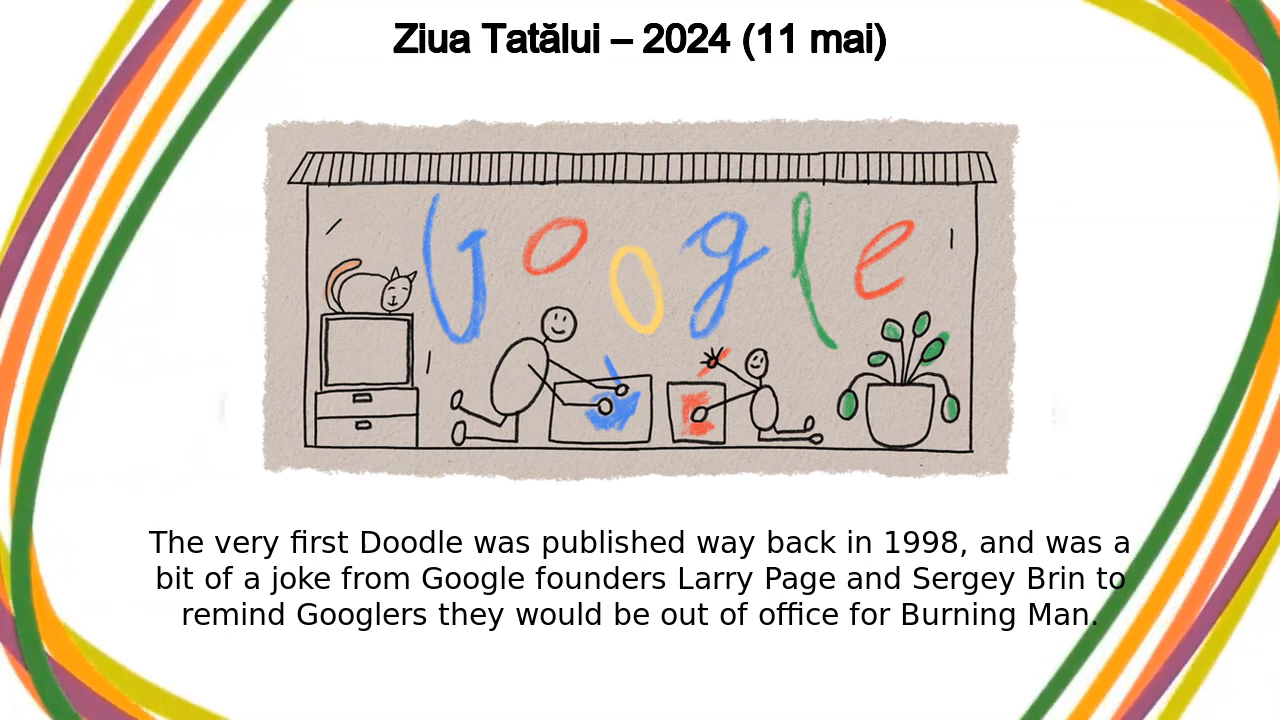 Ziua Tatălui – 2024 (11 mai)
Google
The very first Doodle was published way back in 1998, and was a
bit of a joke from Google founders Larry Page and Sergey Brin to
remind Googlers they would be out of office for Burning Man.